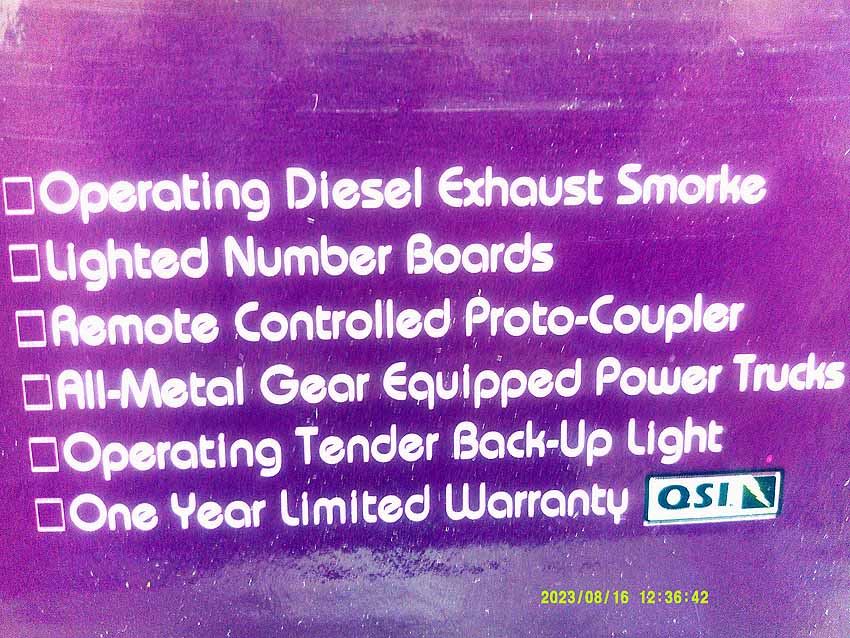 □Operating Diesel Exhaust Smorke
□Lighted Number Boards
□Remote Controlled Proto-Coupler
□All-Metal Gear Equipped Power Trucks
□Operating Tender Back-Up Light
□One Year Limited Warranty QSI
2023/08/16 12:36:42